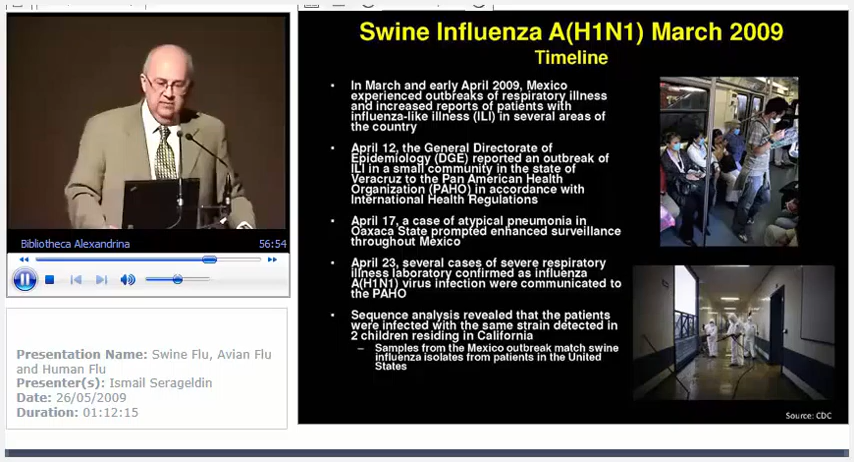 Bibliotheca Alexandrina 56:54
Presentation Name: Swine Flu, Avian Flu
and Human Flu
Presenter(s): Ismail Serageldin
Date: 26/05/2009
Duration: 01:12:15
Swine Influenza A(H1N1) March 2009
Timeline
• In March and early April 2009, Mexico
experienced outbreaks of respiratory illness
and increased reports of patients with
influenza-like illness (ILI) in several areas of
the country
• April 12, the General Directorate of
Epidemiology (DGE) reported an outbreak of
ILI in a small community in the state of
Veracruz to the Pan American Health
Organization (PAHO) in accordance with
International Health Regulations
• April 17, a case of atypical pneumonia in
Oaxaca State prompted enhanced surveillance
throughout Mexico
• April 23, several cases of severe respiratory
illness laboratory confirmed as influenza
A(H1N1) virus infection were communicated to
the PAHO
• Sequence analysis revealed that the patients
were infected with the same strain detected in
2 children residing in California
– Samples from the Mexico outbreak match swine
influenza isolates from patients in the United
States
Source: CDC